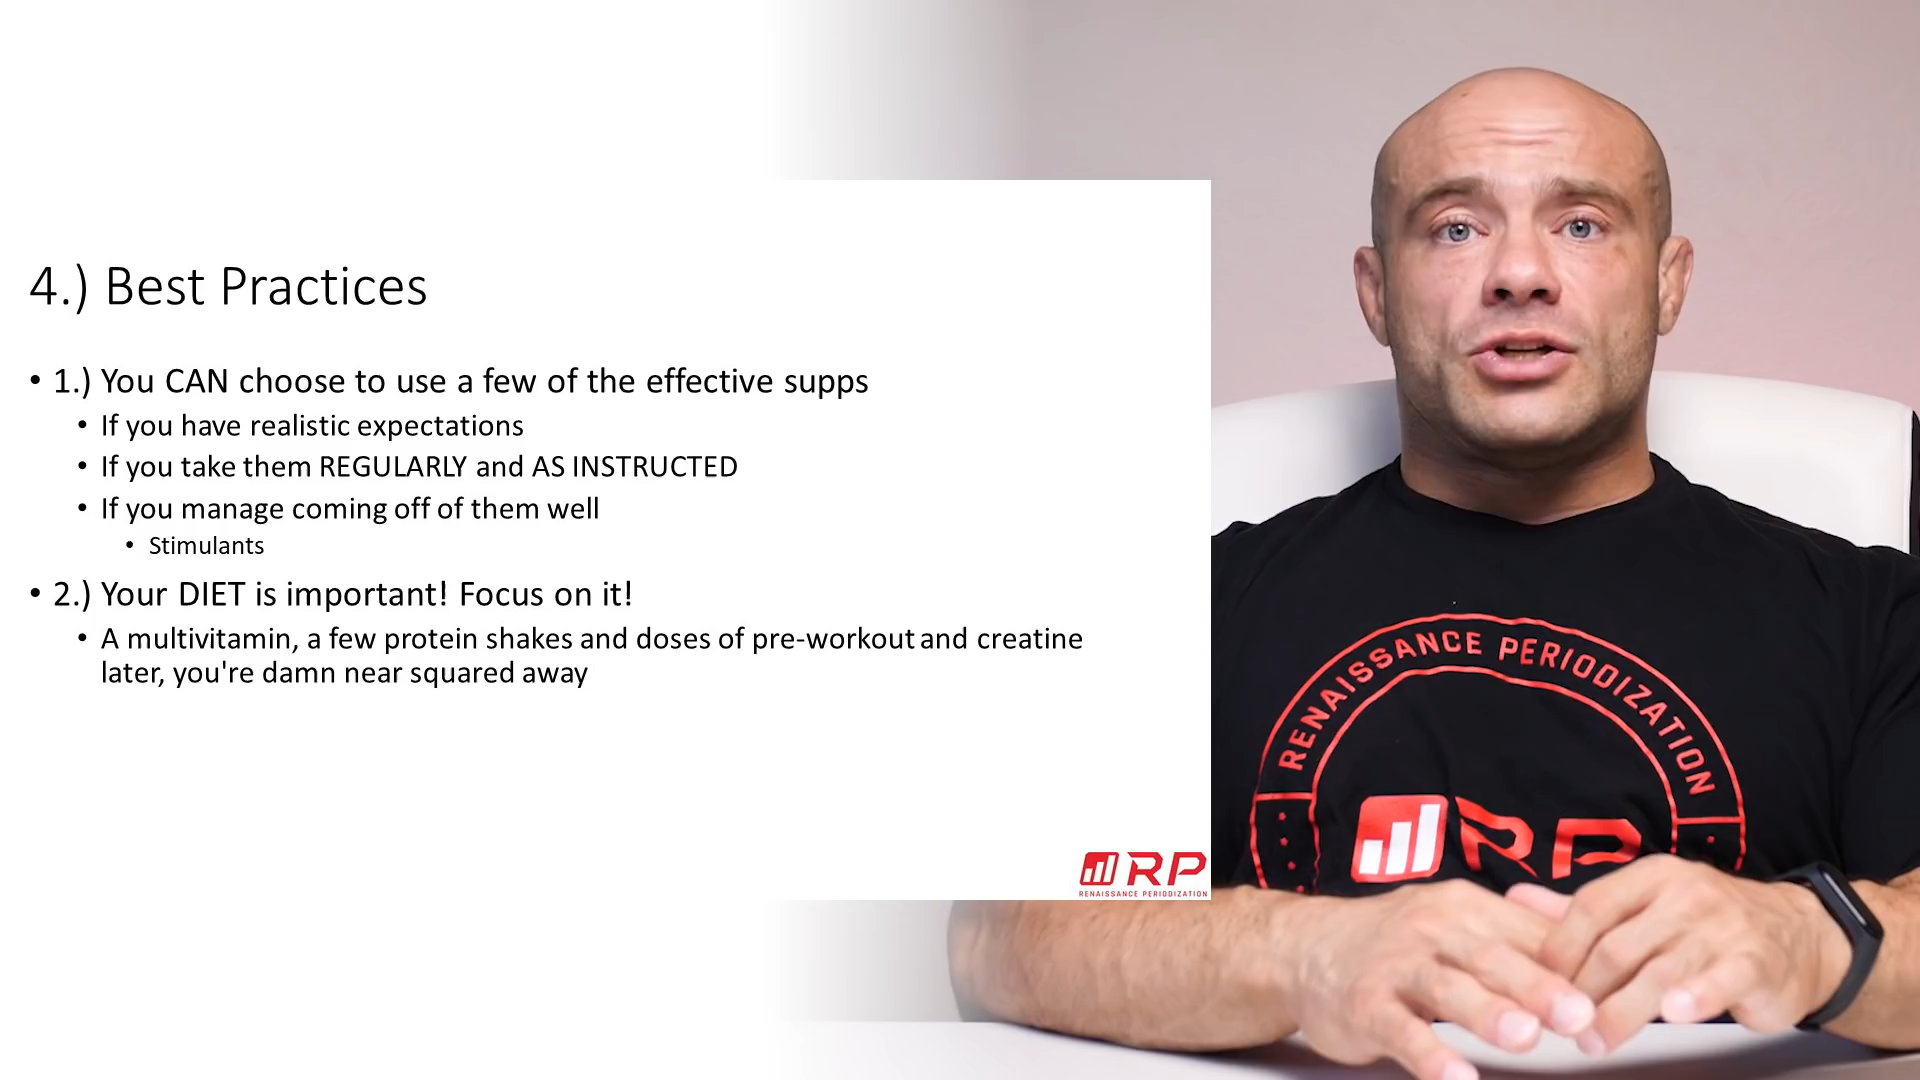 4.) Best Practices
• 1.) You CAN choose to use a few of the effective supps
• If you have realistic expectations
• If you take them REGULARLY and AS INSTRUCTED
• If you manage coming off of them well
• Stimulants
• 2.) Your DIET is important! Focus on it!
• A multivitamin, a few protein shakes and doses of pre-workout and creatine
later, you're damn near squared away
RP
RENAISSANCE PERIODIZATION
RENAISSANCE PERIODIZATION
RP